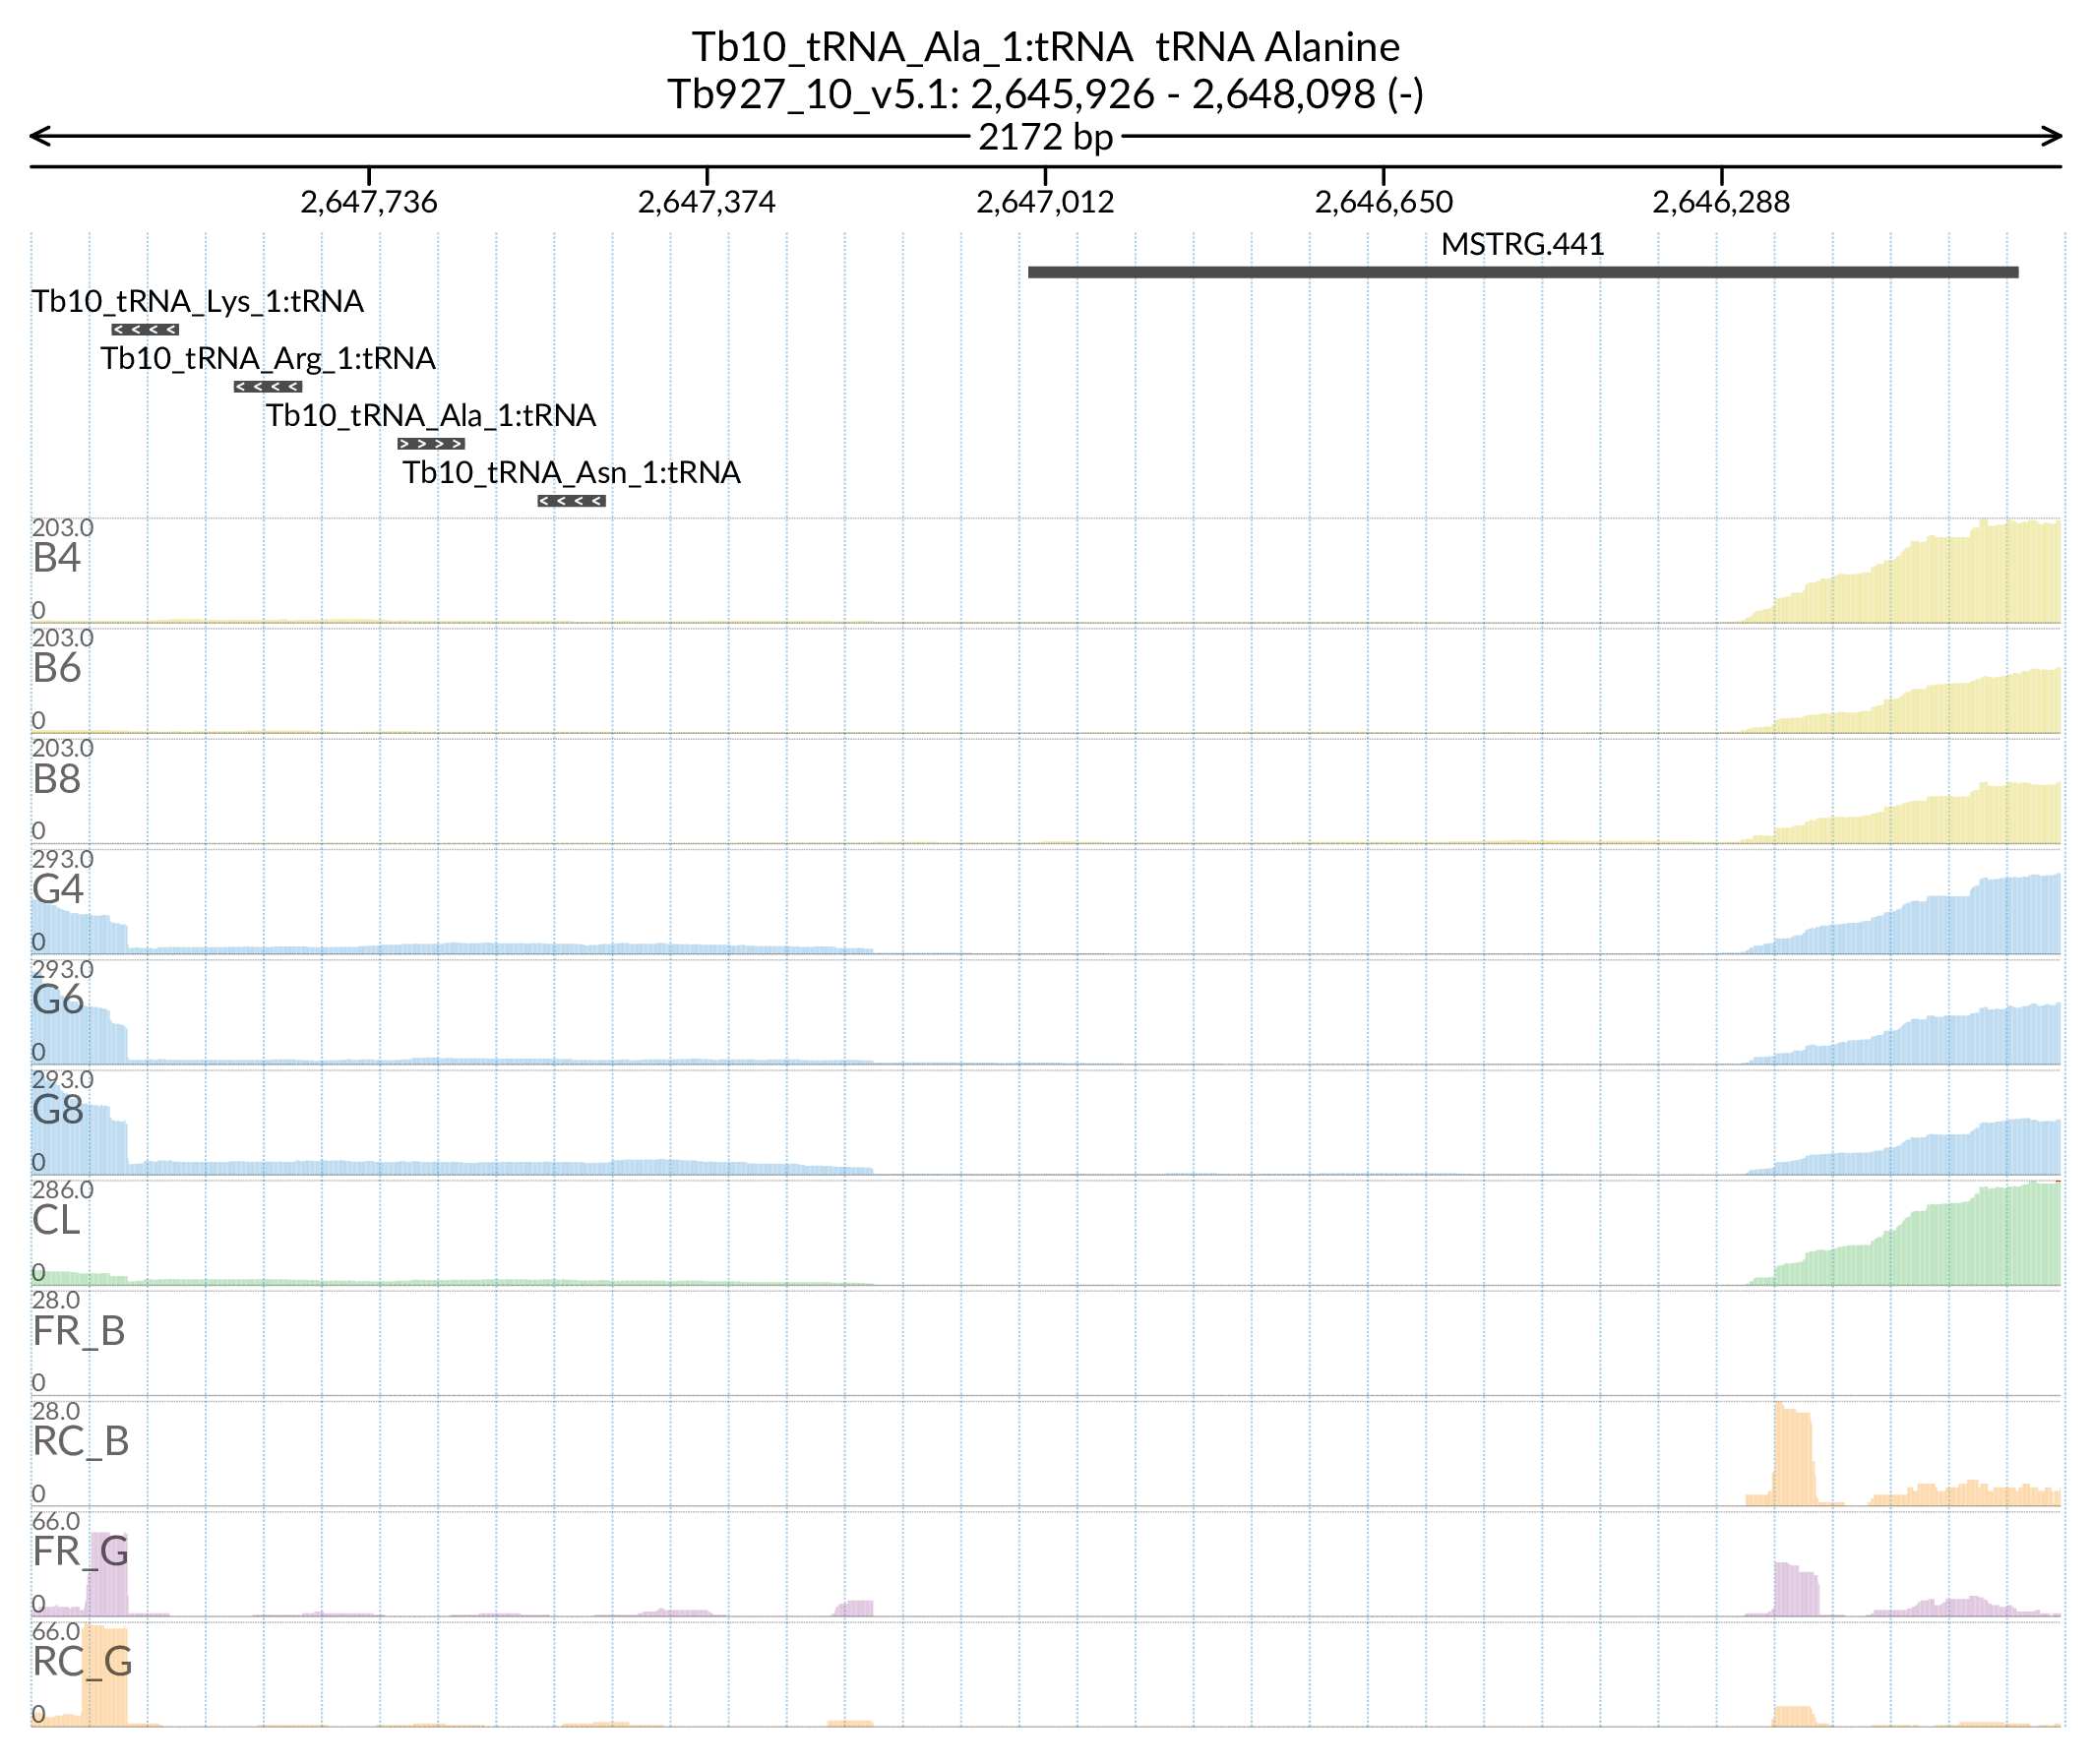 Tb10_tRNA_Ala_1:tRNA  tRNA Alanine
Tb927_10_v5.1: 2,645,926 - 2,648,098 (-)
2172 bp
2,647,736 2,647,374 2,647,012 2,646,650 2,646,288
MSTRG.441
Tb10_tRNA_Lys_1:tRNA
Tb10_tRNA_Arg_1:tRNA
Tb10_tRNA_Ala_1:tRNA
Tb10_tRNA_Asn_1:tRNA
203.0
B4
0
203.0
B6
0
203.0
B8
0
293.0
G4
0
293.0
G6
0
293.0
G8
0
286.0
CL
0
28.0
FR_B
0
28.0
RC_B
0
66.0
FR_G
0
66.0
RC_G
0